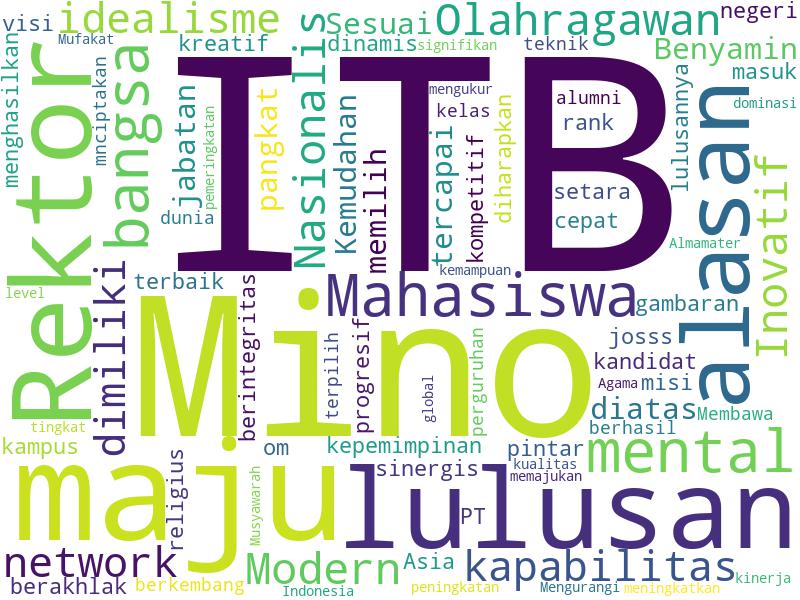 visi
idealisme
Sesuai
Olahragawan
negeri
Mufakat
kreatif
dinamis
signifikan
teknik
Benyamin
menghasilkan
Rektor
mnciptakan
bangsa
jabatan
pemeringkatan
pangkat
Nasionalis
ITB
mengukur
alumni
masuk
kelas
rank
lulusannya
dominasi
Kemudahan
memilih
tercapai
kompetitif
diharapkan
setara
cepat
alasan
Inovatif
dunia
Almamater
kemampuan
level
terbaik
dimiliki
Mino
berintegritas
Mahasiswa
gambaran
terpilih
progresif
global
perguruhan
josss
kandidat
Agama
misi
diatas
Membawa
tingkat
berhasil
kampus
om
kepemimpinan
pintar
mental
maju
religius
Musyawarah
sinergis
kualitas
memajukan
lulusan
PT
network
Modern
Asia
kapabilitas
berakhlak
berkembang
Indonesia
peningkatan
Mengurangi
meningkatkan
kinerja